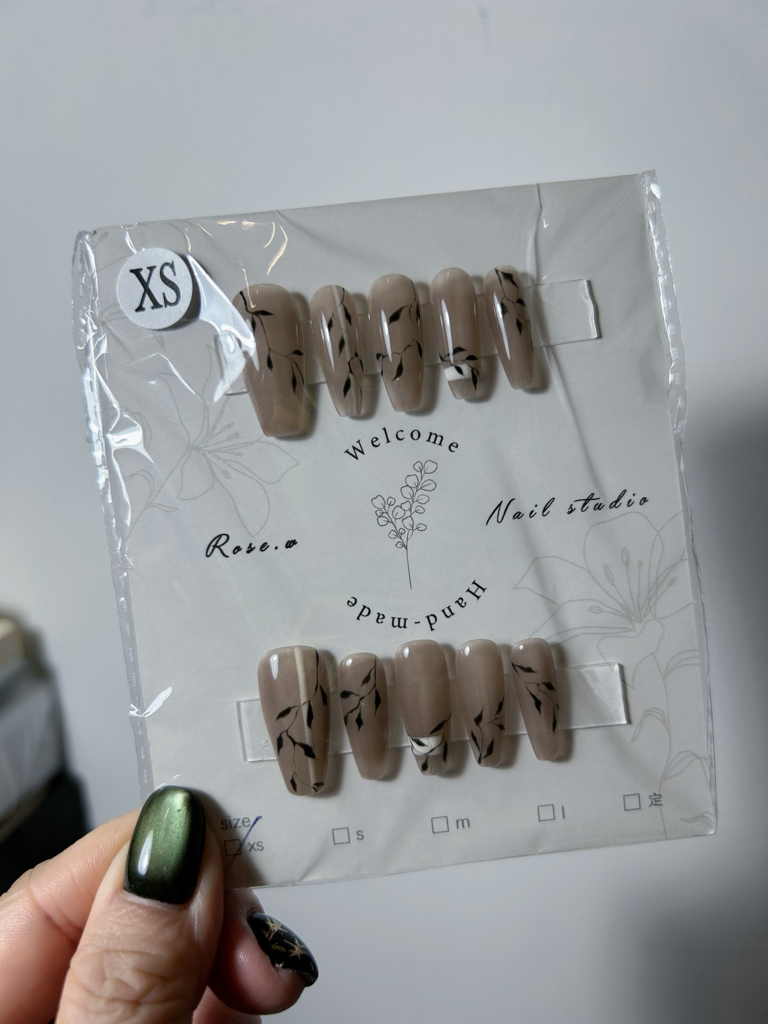 XS
Welcome
Rose.w
Nail studio
Hand-made
size
xs
s
m
l
定